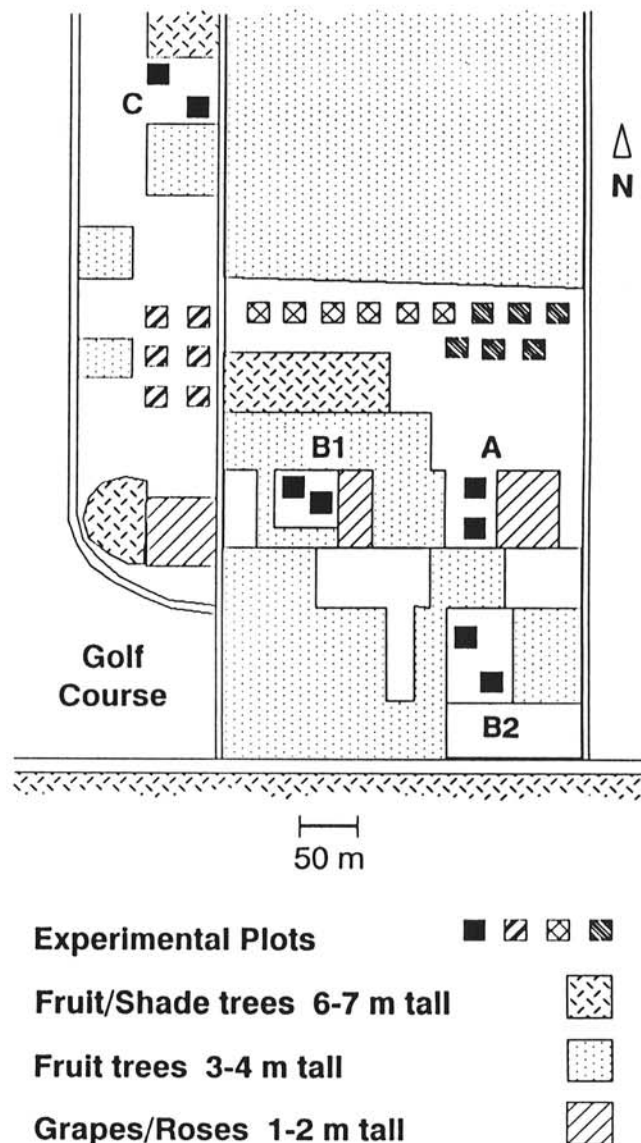 C
N
B1
A
Golf
Course
B2
50 m
Experimental Plots
Fruit/Shade trees 6-7 m tall
Fruit trees 3-4 m tall
Grapes/Roses 1-2 m tall